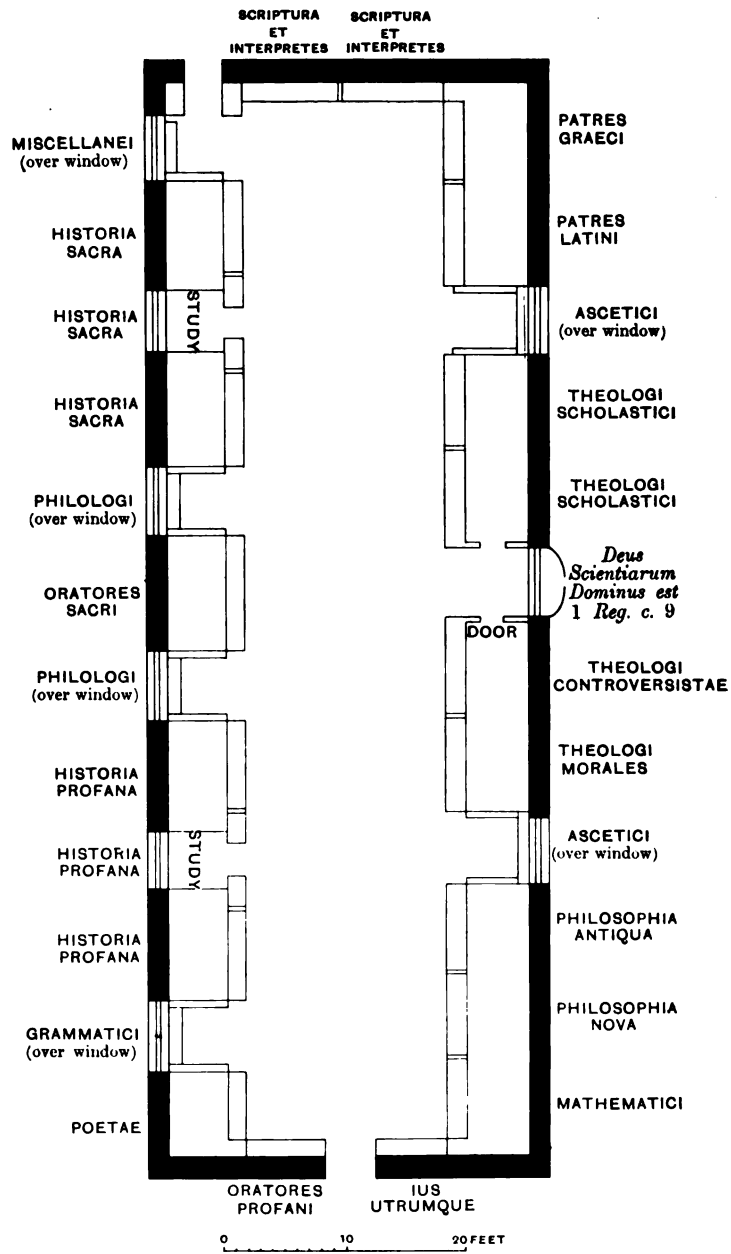 SCRIPTURA
ET
INTERPRETES
SCRIPTURA
ET
INTERPRETES
MISCELLANEI
(over window)
HISTORIA
SACRA
HISTORIA
SACRA
STUDY
HISTORIA
SACRA
PHILOLOGI
(over window)
ORATORES
SACRI
PHILOLOGI
(over window)
HISTORIA
PROFANA
HISTORIA
PROFANA
STUDY
HISTORIA
PROFANA
GRAMMATICI
(over window)
POETAE
PATRES
GRAECI
PATRES
LATINI
ASCETICI
(over window)
THEOLOGI
SCHOLASTICI
THEOLOGI
SCHOLASTICI
Deus
Scientiarum
Dominus est
1 Reg. c. 9
DOOR
THEOLOGI
CONTROVERSISTAE
THEOLOGI
MORALES
ASCETICI
(over window)
PHILOSOPHIA
ANTIQUA
PHILOSOPHIA
NOVA
MATHEMATICI
ORATORES
PROFANI
IUS
UTRUMQUE
0 10 20 FEET